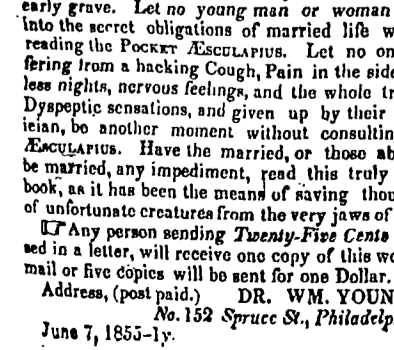 early grave. Let no young man or woman
into the secret obligations of married life w
reading the POCKET ÆSCULAPIUS. Let no on
fering from a hacking Cough, Pain in the side
less nights, nervous feelings, and the whole tr
Dyspeptic sensations, and given up by their
ician, be another moment without consultin
ÆSCULAPIUS. Have the married, or those ab
be married, any impediment, read this truly
book, as it has been the means of saving thou
of unfortunate creatures from the very jaws of
☞Any person sending Twenty-Five Cents
sed in a letter, will receive one copy of this wo
mail or five copies will be sent for one Dollar.
Address, (post paid.) DR. WM. YOUN
No. 152 Spruce St., Philadelp
June 7, 1855-1y.